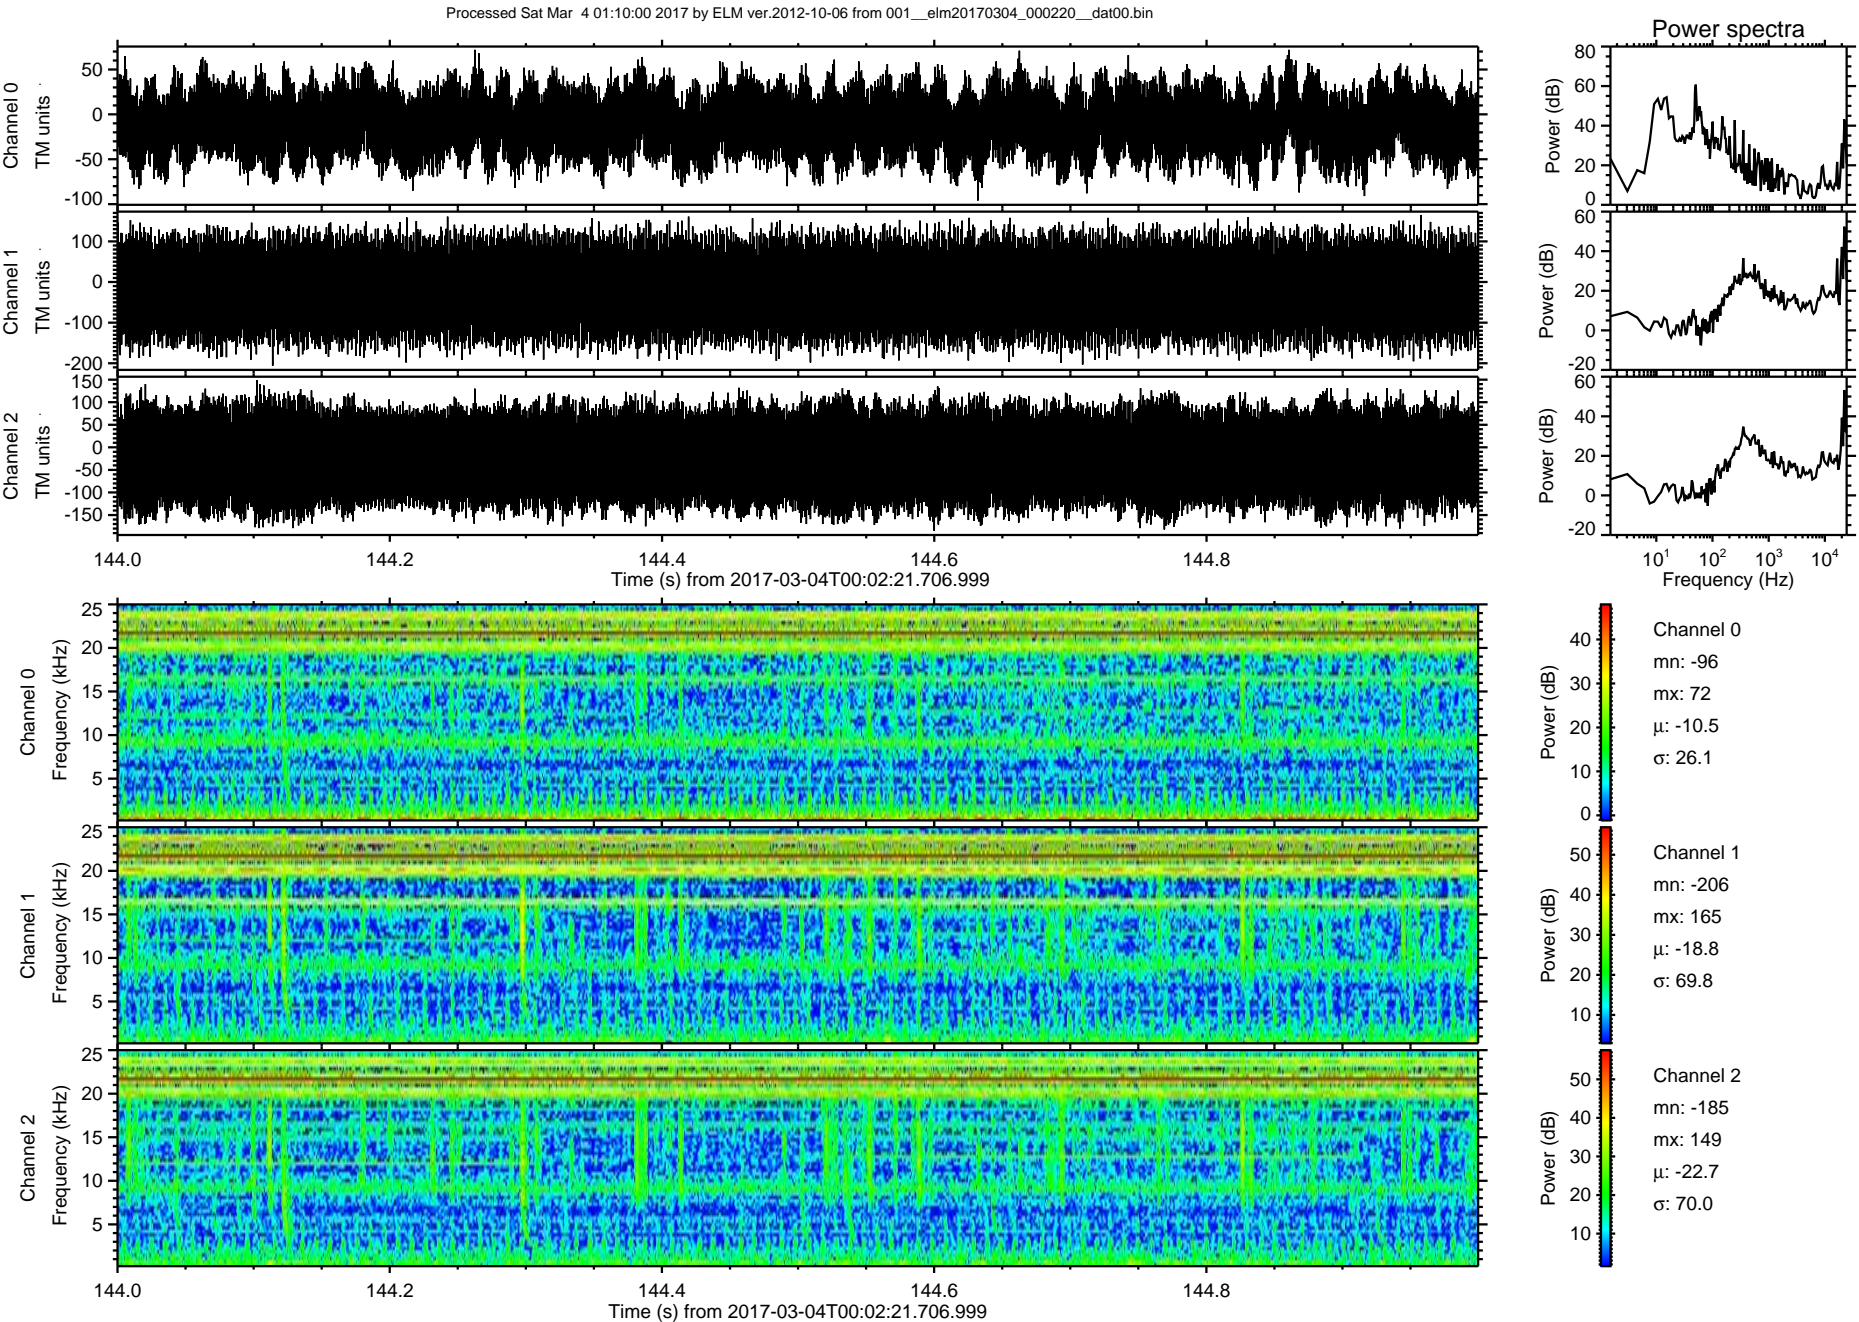 Processed Sat Mar  4 01:10:00 2017 by ELM ver.2012-10-06 from 001__elm20170304_000220__dat00.bin
Power spectra
Channel 0
TM units
50
0
-50
-100
Power (dB)
80
60
40
20
0
Channel 1
TM units
100
0
-100
-200
Power (dB)
60
40
20
0
-20
Channel 2
TM units
150
100
50
0
-50
-100
-150
Power (dB)
60
40
20
0
-20
144.0 144.2 144.4 144.6 144.8
Time (s) from 2017-03-04T00:02:21.706.999
10¹ 10² 10³ 10⁴
Frequency (Hz)
Channel 0
Frequency (kHz)
25
20
15
10
5
Power (dB)
40
30
20
10
0
Channel 0
mn: -96
mx: 72
μ: -10.5
σ: 26.1
Channel 1
Frequency (kHz)
25
20
15
10
5
Power (dB)
50
40
30
20
10
Channel 1
mn: -206
mx: 165
μ: -18.8
σ: 69.8
Channel 2
Frequency (kHz)
25
20
15
10
5
Power (dB)
50
40
30
20
10
Channel 2
mn: -185
mx: 149
μ: -22.7
σ: 70.0
144.0 144.2 144.4 144.6 144.8
Time (s) from 2017-03-04T00:02:21.706.999